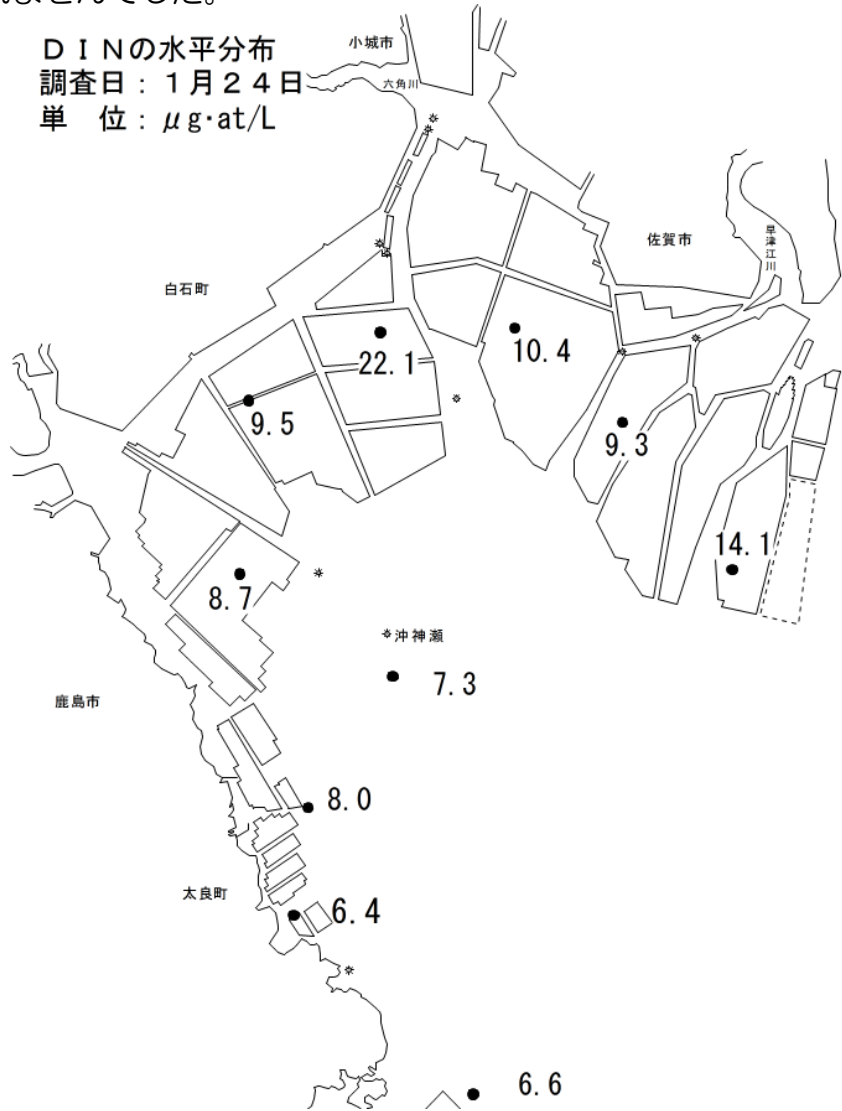 ＤＩＮの水平分布
調査日：１月２４日
単　位：μg･at/L
小城市
六角川
佐賀市
早津江川
白石町
22.1
10.4
9.5
9.3
14.1
8.7
沖神瀬
7.3
鹿島市
8.0
太良町
6.4
6.6